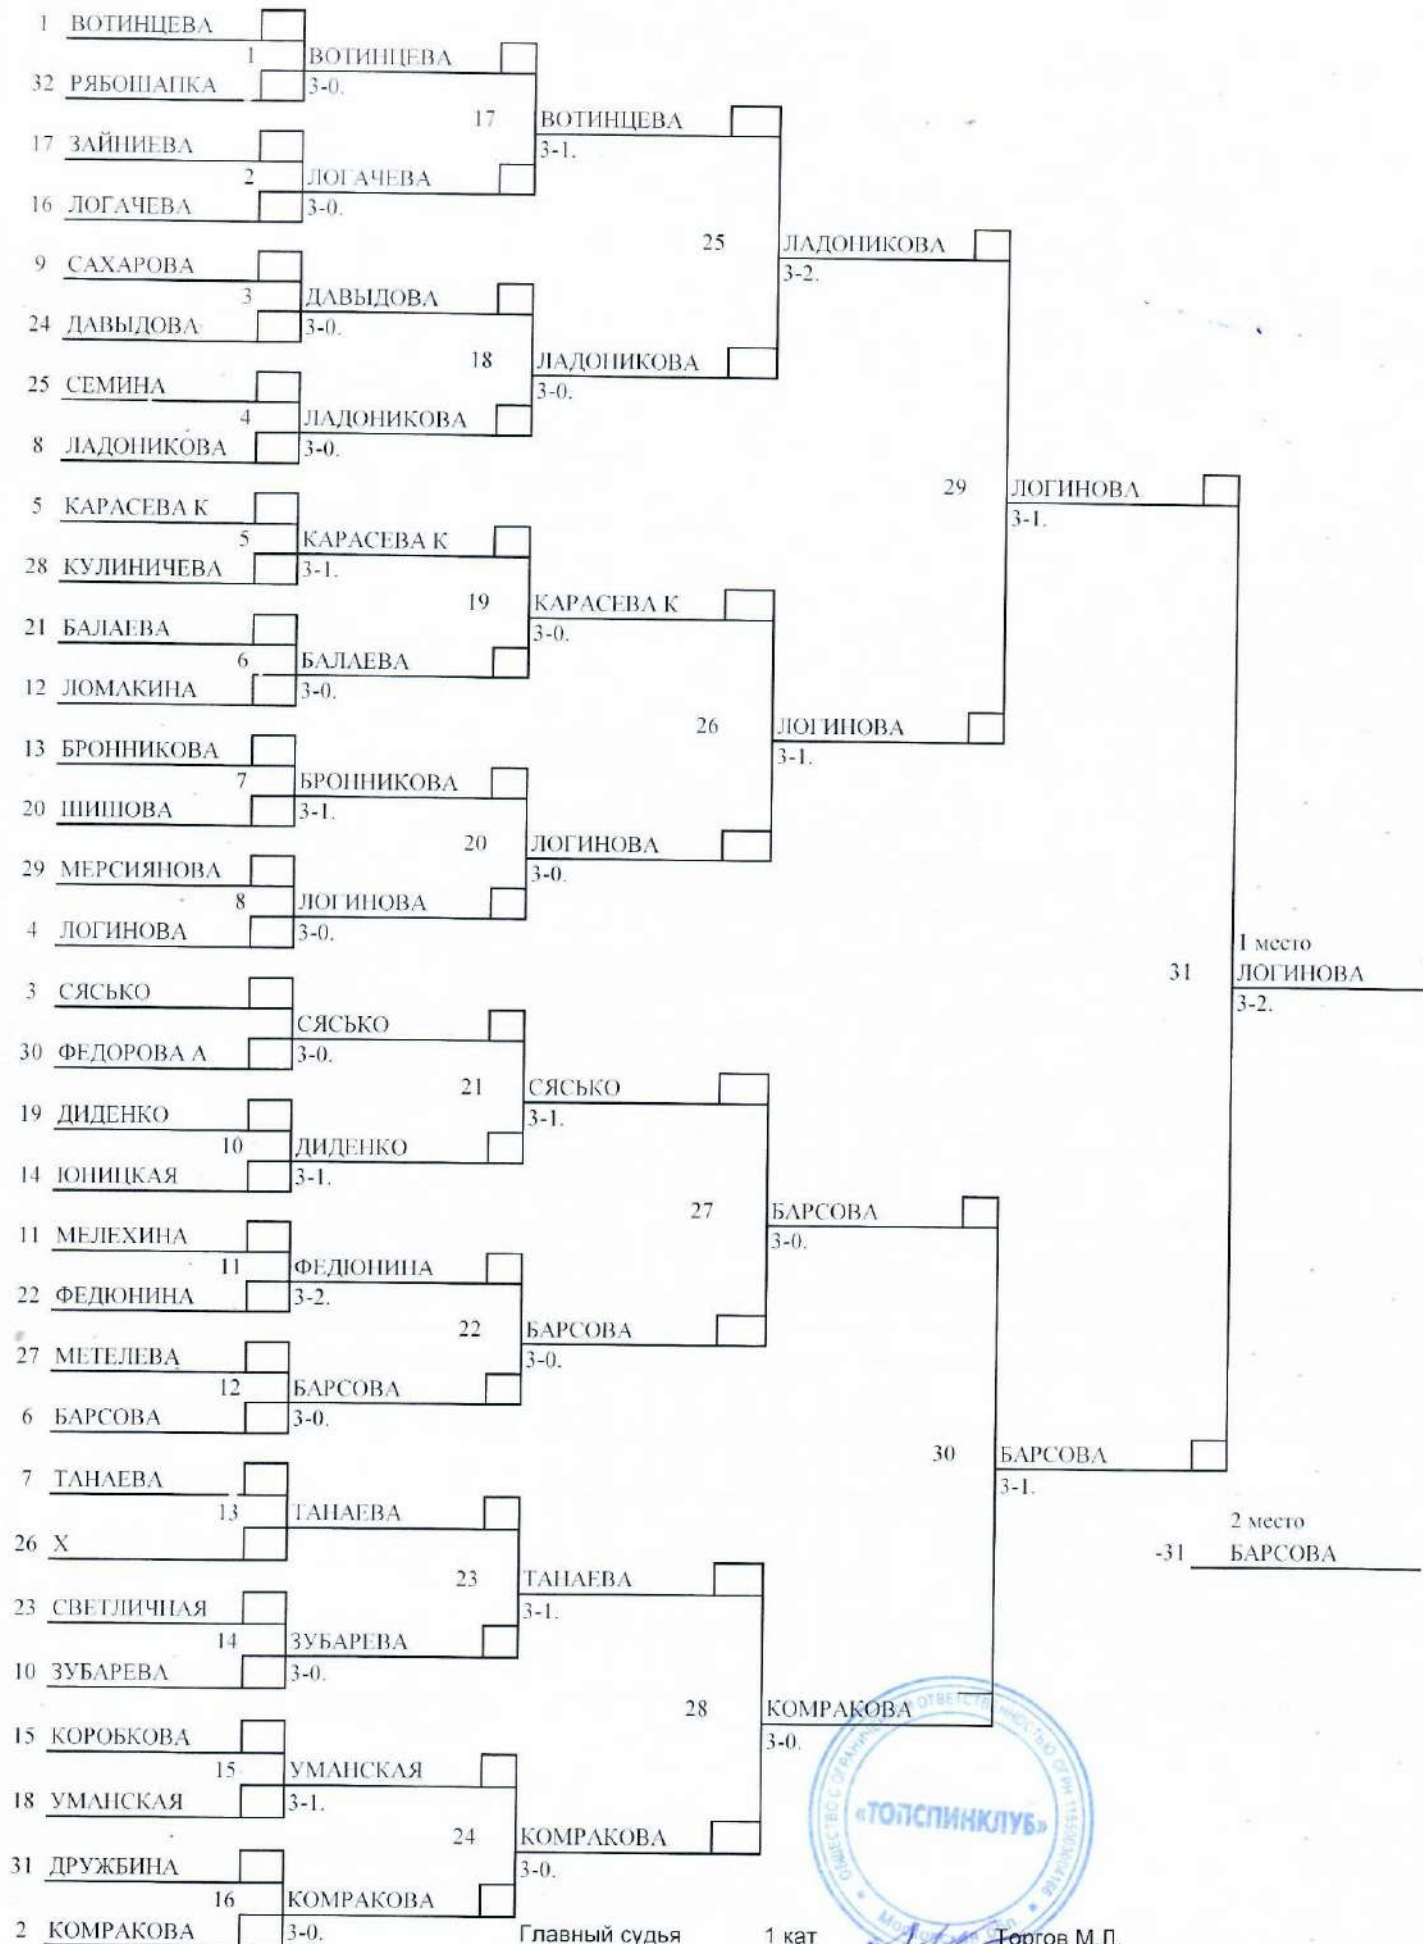 1 ВОТИНЦЕВА
1 ВОТИНЦЕВА
32 РЯБОШАПКА 3-0.
17 ВОТИНЦЕВА
3-1.
17 ЗАЙНИЕВА
2 ЛОГАЧЕВА
16 ЛОГАЧЕВА 3-0.
25 ЛАДОНИКОВА
3-2.
9 САХАРОВА
3 ДАВЫДОВА
24 ДАВЫДОВА 3-0.
18 ЛАДОНИКОВА
3-0.
25 СЕМИНА
4 ЛАДОНИКОВА
8 ЛАДОНИКОВА 3-0.
29 ЛОГИНОВА
3-1.
5 КАРАСЕВА К
5 КАРАСЕВА К
28 КУЛИНИЧЕВА 3-1.
19 КАРАСЕВА К
3-0.
21 БАЛАЕВА
6 БАЛАЕВА
12 ЛОМАКИНА 3-0.
26 ЛОГИНОВА
3-1.
13 БРОННИКОВА
7 БРОННИКОВА
20 ШИШОВА 3-1.
20 ЛОГИНОВА
3-0.
29 МЕРСИЯНОВА
8 ЛОГИНОВА
4 ЛОГИНОВА 3-0.
1 место
31 ЛОГИНОВА
3-2.
3 СЯСЬКО
СЯСЬКО
30 ФЕДОРОВА А 3-0.
21 СЯСЬКО
3-1.
19 ДИДЕНКО
10 ДИДЕНКО
14 ЮНИЦКАЯ 3-1.
27 БАРСОВА
3-0.
11 МЕЛЕХИНА
11 ФЕДЮНИНА
22 ФЕДЮНИНА 3-2.
22 БАРСОВА
3-0.
27 МЕТЕЛЕВА
12 БАРСОВА
6 БАРСОВА 3-0.
30 БАРСОВА
3-1.
7 ТАНАЕВА
13 ТАНАЕВА
26 Х
2 место
-31 БАРСОВА
23 ТАНАЕВА
3-1.
23 СВЕТЛИЧНАЯ
14 ЗУБАРЕВА
10 ЗУБАРЕВА 3-0.
28 КОМРАКОВА
3-0.
15 КОРОБКОВА
15 УМАНСКАЯ
18 УМАНСКАЯ 3-1.
«ТОПСПИНКЛУБ»
24 КОМРАКОВА
3-0.
31 ДРУЖБИНА
16 КОМРАКОВА
2 КОМРАКОВА 3-0.
Главный судья 1 кат Торгов М.Л.